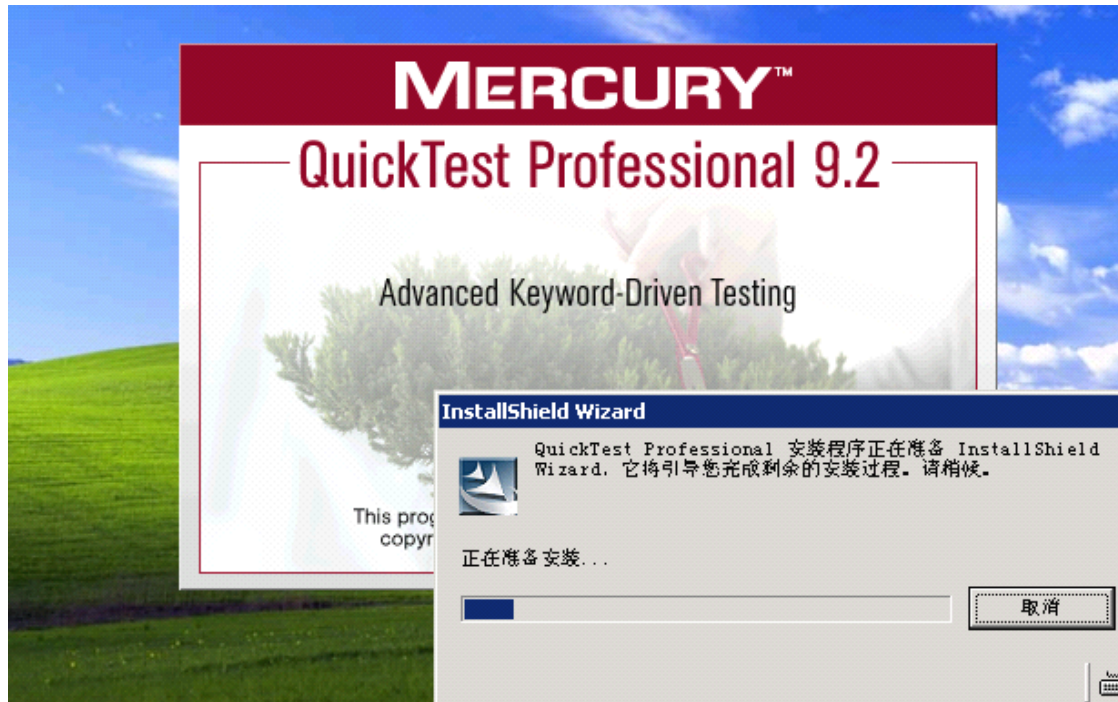 MERCURY™
QuickTest Professional 9.2
Advanced Keyword-Driven Testing
This
copyr
InstallShield Wizard
QuickTest Professional 安装程序正在准备 InstallShield
Wizard，它将引导您完成剩余的安装过程。请稍候。
正在准备安装...
取消